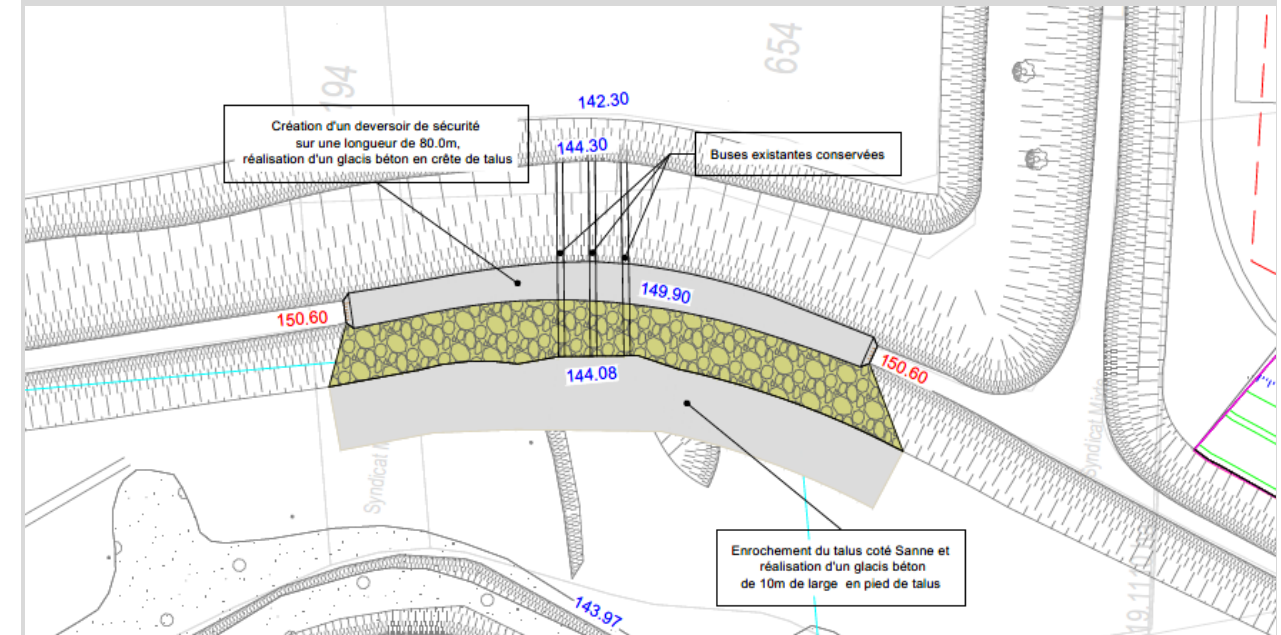 194
654
142.30
Création d'un deversoir de sécurité
sur une longueur de 80.0m,
réalisation d'un glacis béton en crête de talus
144.30
Buses existantes conservées
149.90
150.60
150.60
144.08
Syndicat M
Syndicat Mixte
Enrochement du talus coté Sanne et
réalisation d'un glacis béton
de 10m de large en pied de talus
143.97